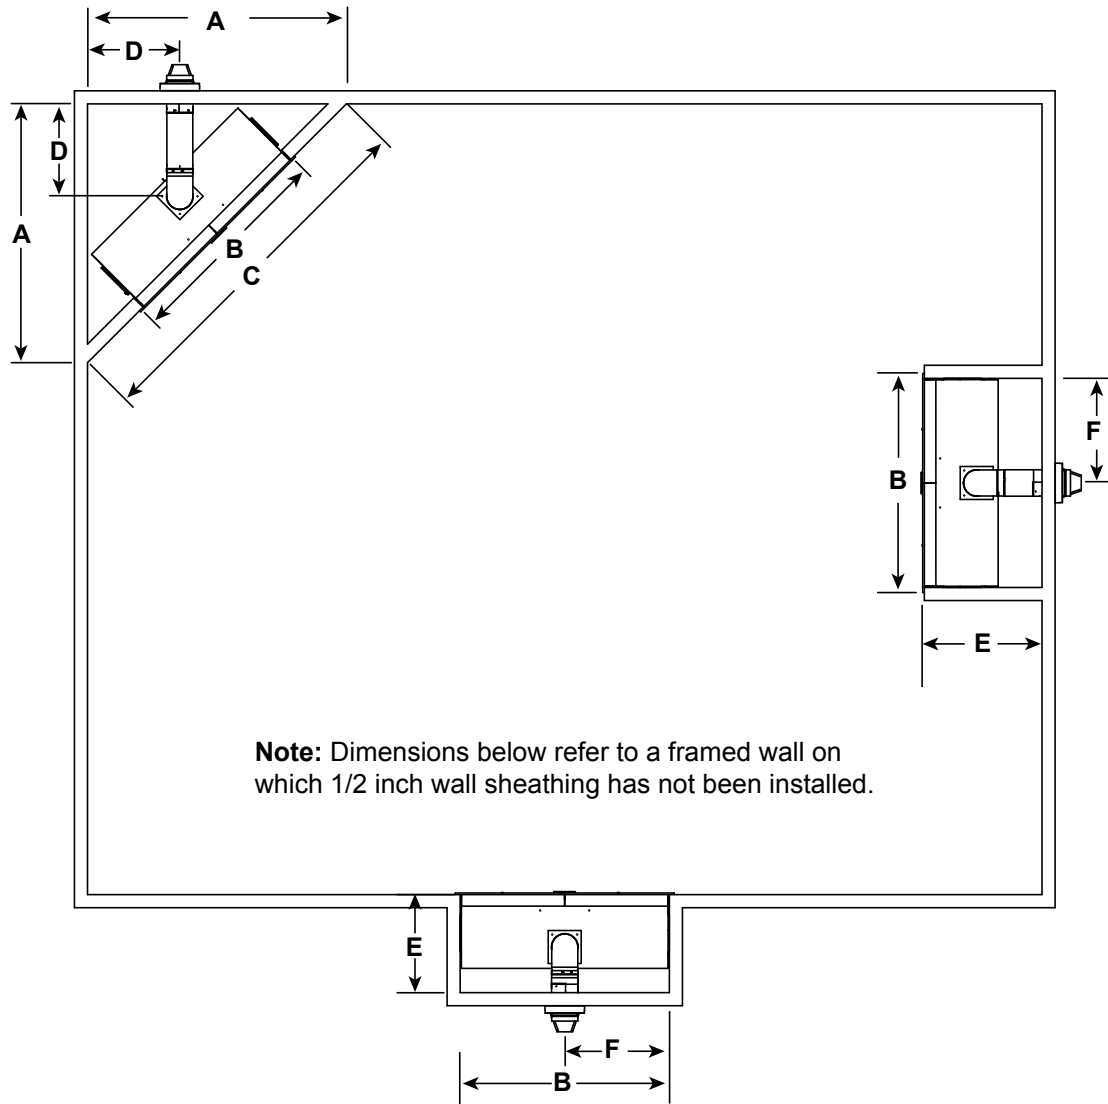 A
D
D
A
B
C
F
B
E
Note: Dimensions below refer to a framed wall on
which 1/2 inch wall sheathing has not been installed.
E
F
B